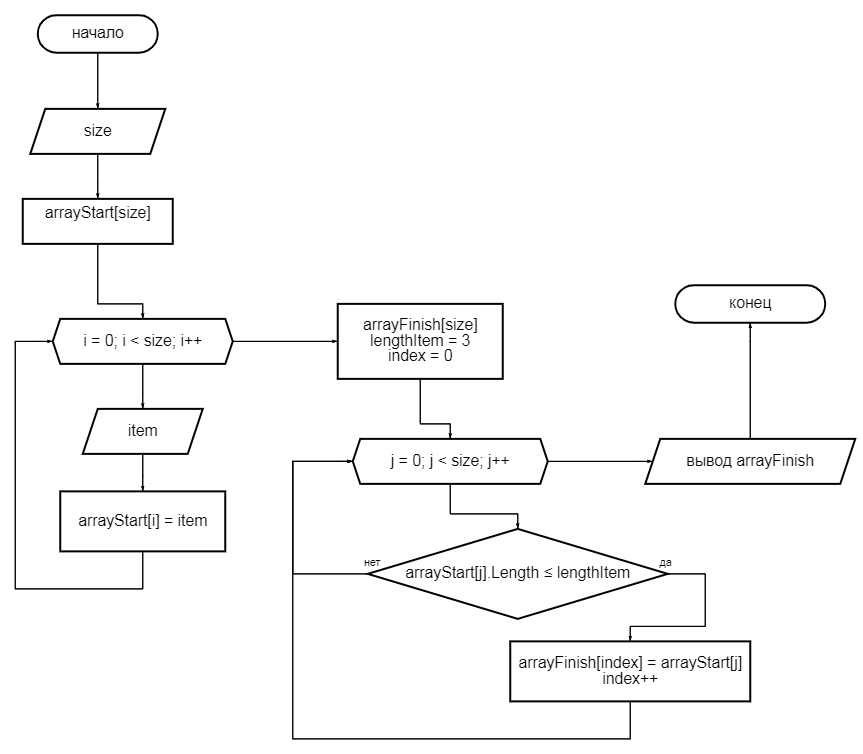 начало
size
arrayStart[size]
i = 0; i < size; i++
item
arrayStart[i] = item
arrayFinish[size]
lengthItem = 3
index = 0
j = 0; j < size; j++
нет
arrayStart[j].Length ≤ lengthItem
да
arrayFinish[index] = arrayStart[j]
index++
вывод arrayFinish
конец